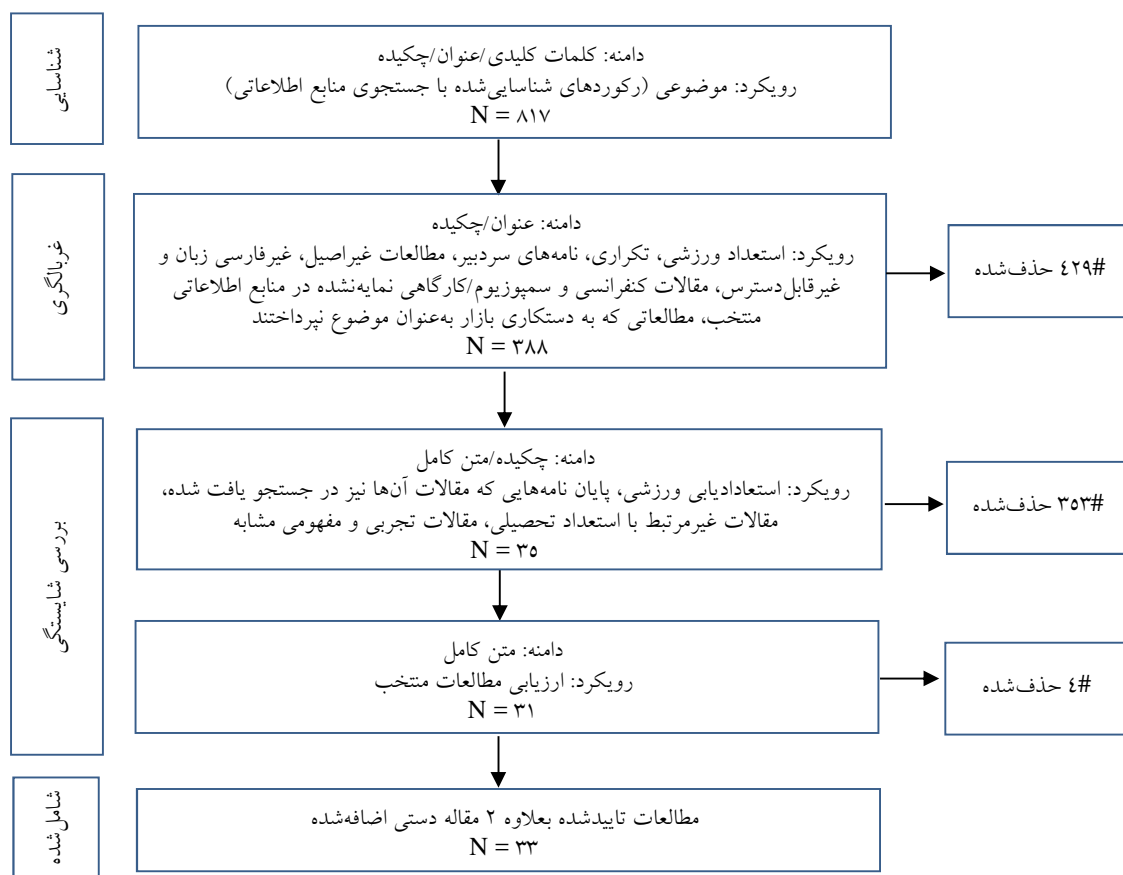 شناسایی
دامنه: کلمات کلیدی/عنوان/چکیده
رویکرد: موضوعی (رکوردهای شناسایی‌شده با جستجوی منابع اطلاعاتی)
N = ۸۱۷
غربالگری
دامنه: عنوان/چکیده
رویکرد: استعداد ورزشی، تکراری، نامه‌های سردبیر، مطالعات غیراصیل، غیرفارسی زبان و
غیرقابل‌دسترس، مقالات کنفرانسی و سمپوزیوم/کارگاهی نمایه‌نشده در منابع اطلاعاتی
منتخب، مطالعاتی که به دستکاری بازار به‌عنوان موضوع نپرداختند
N = ۳۸۸
#۴۲۹ حذف‌شده
بررسی شایستگی
دامنه: چکیده/متن کامل
رویکرد: استعادادیابی ورزشی، پایان نامه‌هایی که مقالات آن‌ها نیز در جستجو یافت شده،
مقالات غیرمرتبط با استعداد تحصیلی، مقالات تجربی و مفهومی مشابه
N = ۳۵
#۳۵۳ حذف‌شده
دامنه: متن کامل
رویکرد: ارزیابی مطالعات منتخب
N = ۳۱
#۴ حذف‌شده
شامل‌شده
مطالعات تاییدشده بعلاوه ۲ مقاله دستی اضافه‌شده
N = ۳۳